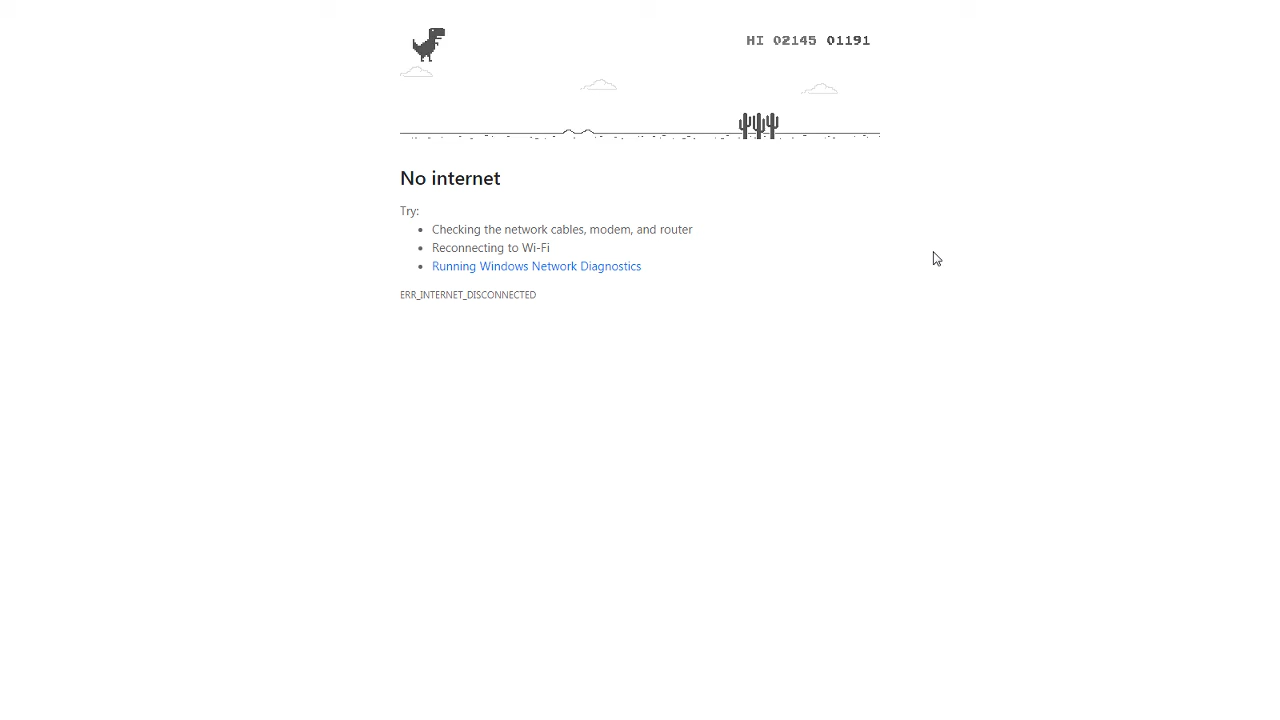 HI 02145 01191
No internet
Try:
Checking the network cables, modem, and router
Reconnecting to Wi-Fi
Running Windows Network Diagnostics
ERR_INTERNET_DISCONNECTED